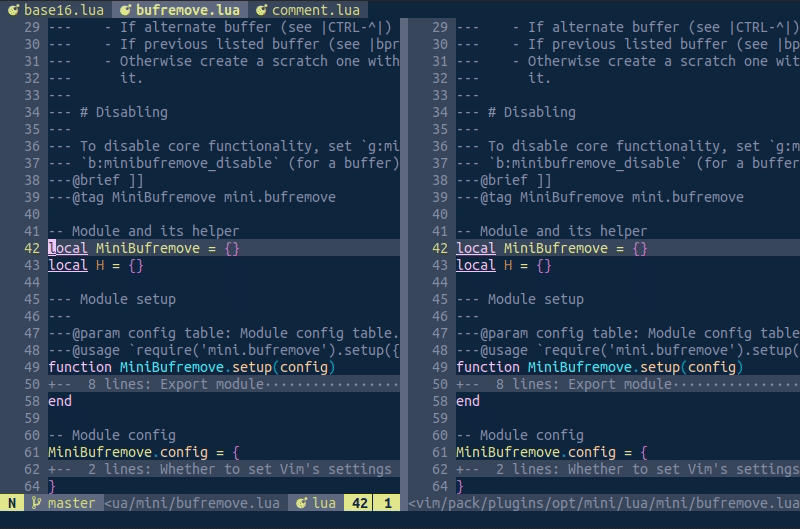 base16.lua bufremove.lua comment.lua
29 ---    - If alternate buffer (see |CTRL-^|)
30 ---    - If previous listed buffer (see |bpr
31 ---    - Otherwise create a scratch one with
32 ---      it.
33 ---
34 --- # Disabling
35 ---
36 --- To disable core functionality, set `g:mi
37 --- `b:minibufremove_disable` (for a buffer)
38 ---@brief ]]
39 ---@tag MiniBufremove mini.bufremove
40
41 -- Module and its helper
42 local MiniBufremove = {}
43 local H = {}
44
45 --- Module setup
46 ---
47 ---@param config table: Module config table.
48 ---@usage `require('mini.bufremove').setup({
49 function MiniBufremove.setup(config)
50 +--  8 lines: Export module·················
58 end
59
60 -- Module config
61 MiniBufremove.config = {
62 +--  2 lines: Whether to set Vim's settings
64 }
29 ---    - If alternate buffer (see |CTRL-^|)
30 ---    - If previous listed buffer (see |bp
31 ---    - Otherwise create a scratch one wit
32 ---      it.
33 ---
34 --- # Disabling
35 ---
36 --- To disable core functionality, set `g:m
37 --- `b:minibufremove_disable` (for a buffer
38 ---@brief ]]
39 ---@tag MiniBufremove mini.bufremove
40
41 -- Module and its helper
42 local MiniBufremove = {}
43 local H = {}
44
45 --- Module setup
46 ---
47 ---@param config table: Module config table
48 ---@usage `require('mini.bufremove').setup(
49 function MiniBufremove.setup(config)
50 +--  8 lines: Export module················
58 end
59
60 -- Module config
61 MiniBufremove.config = {
62 +--  2 lines: Whether to set Vim's settings
64 }
N master <ua/mini/bufremove.lua lua 42 1 <vim/pack/plugins/opt/mini/lua/mini/bufremove.lua